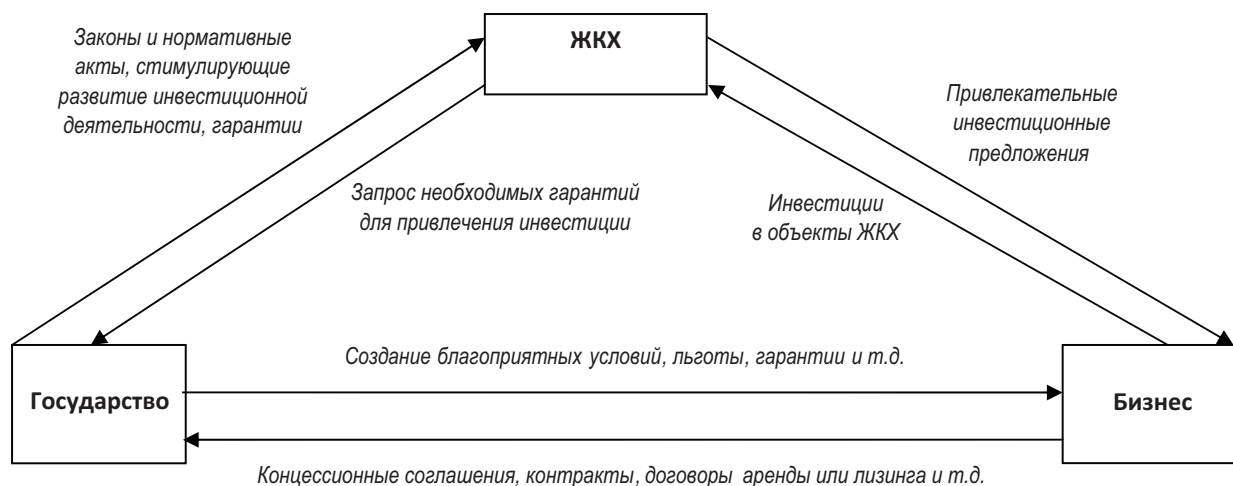 Законы и нормативные
акты, стимулирующие
развитие инвестиционной
деятельности, гарантии
ЖКХ
Привлекательные
инвестиционные
предложения
Запрос необходимых гарантий
для привлечения инвестиции
Инвестиции
в объекты ЖКХ
Создание благоприятных условий, льготы, гарантии и т.д.
Государство
Бизнес
Концессионные соглашения, контракты, договоры аренды или лизинга и т.д.